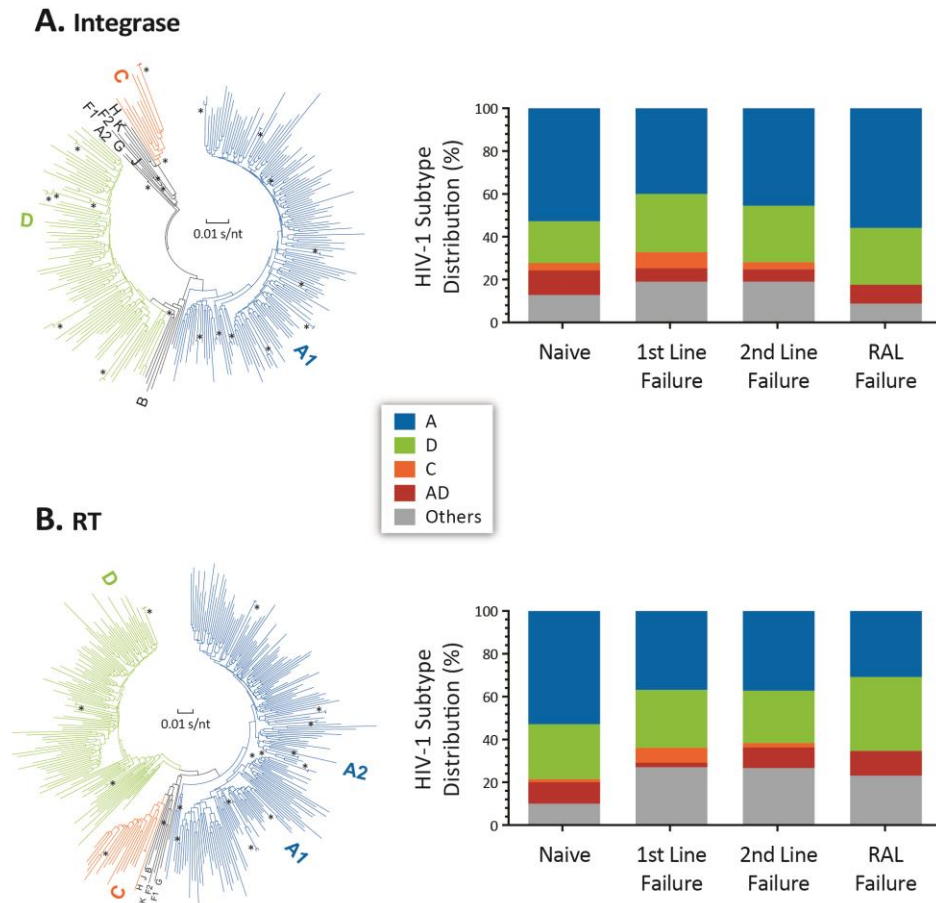 A. Integrase
C
H
F2
K
F1
A2
G
J
D
0.01 s/nt
A1
B
HIV-1 Subtype
Distribution (%)
100
80
60
40
20
0
Naive
1st Line
Failure
2nd Line
Failure
RAL
Failure
A
D
C
AD
Others
B. RT
D
0.01 s/nt
A2
A1
C
K
H
F2
J
F1
B
G
HIV-1 Subtype
Distribution (%)
100
80
60
40
20
0
Naive
1st Line
Failure
2nd Line
Failure
RAL
Failure